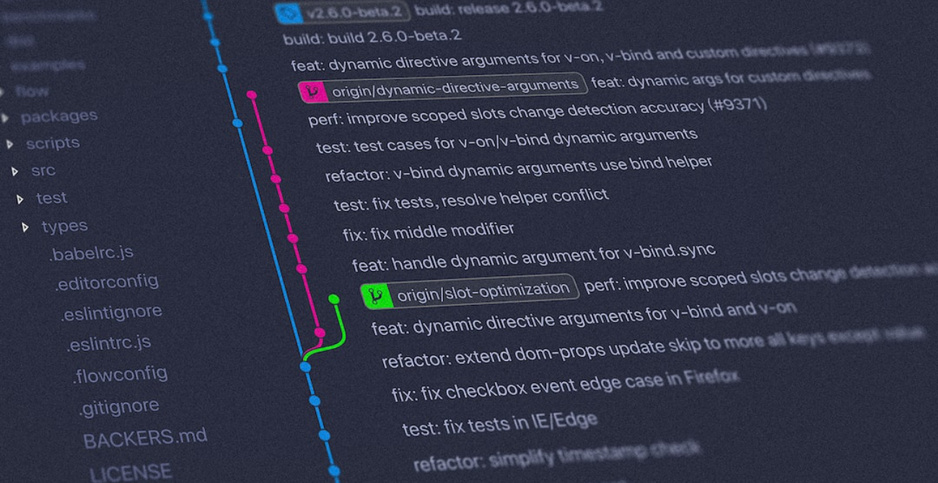 examples
flow
packages
scripts
src
test
types
.babelrc.js
.editorconfig
.eslintignore
.eslintrc.js
.flowconfig
.gitignore
BACKERS.md
LICENSE
v2.6.0-beta.2 build: release 2.6.0-beta.2
build: build 2.6.0-beta.2
feat: dynamic directive arguments for v-on, v-bind and custom directives
origin/dynamic-directive-arguments feat: dynamic args for custom directives
perf: improve scoped slots change detection accuracy (#9371)
test: test cases for v-on/v-bind dynamic arguments
refactor: v-bind dynamic arguments use bind helper
test: fix tests, resolve helper conflict
fix: fix middle modifier
feat: handle dynamic argument for v-bind.sync
origin/slot-optimization perf: improve scoped slots change detection
feat: dynamic directive arguments for v-bind and v-on
refactor: extend dom-props update skip to more all keys except value
fix: fix checkbox event edge case in Firefox
test: fix tests in IE/Edge
refactor: simplify timestamp check